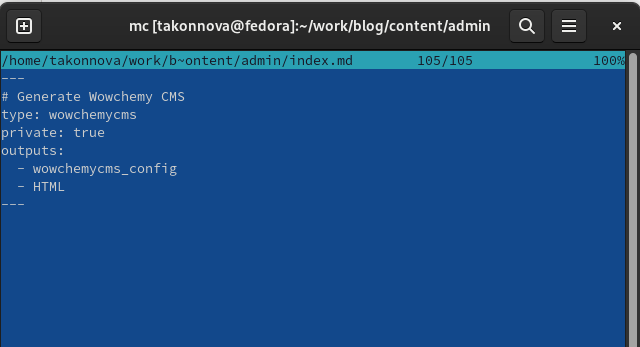 mc [takonnova@fedora]:~/work/blog/content/admin
/home/takonnova/work/b~ontent/admin/index.md 105/105 100%
---
# Generate Wowchemy CMS
type: wowchemycms
private: true
outputs:
  - wowchemycms_config
  - HTML
---